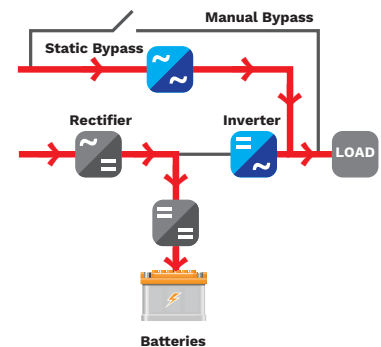 Manual Bypass
Static Bypass
Rectifier
Inverter
LOAD
Batteries